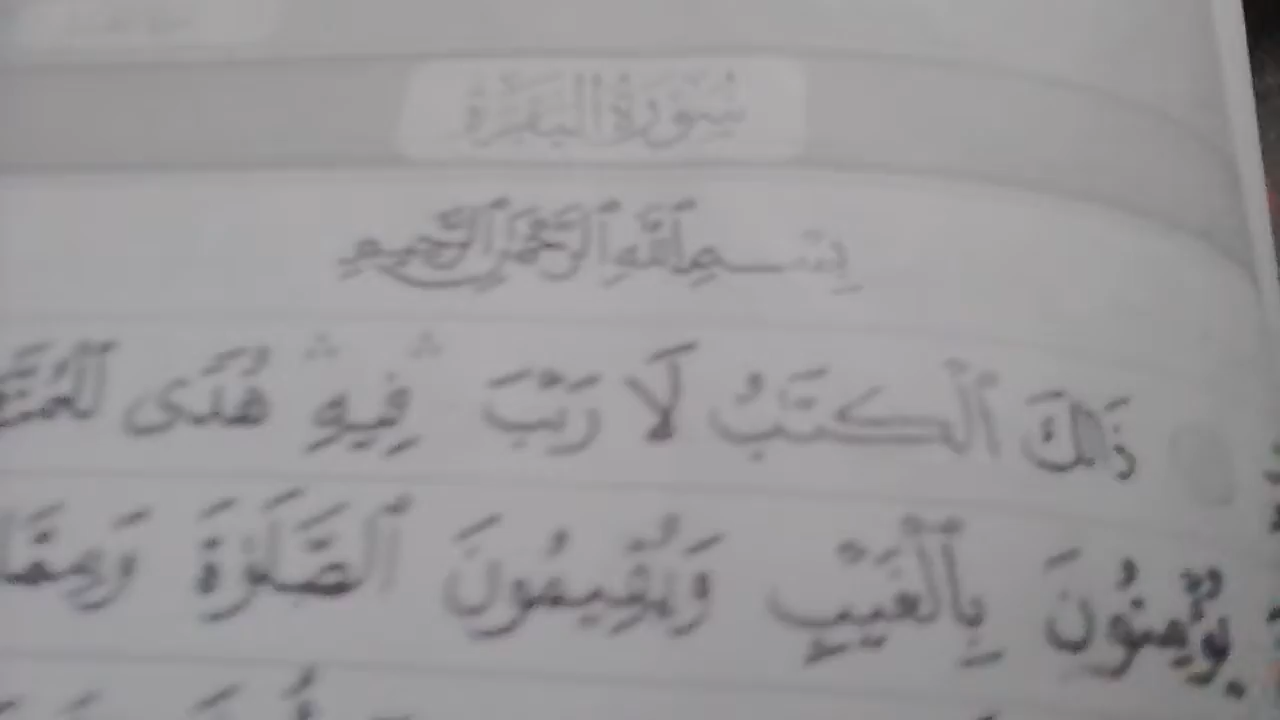 سُورَةُ البَقَرَةِ
بِسْمِ ٱللَّهِ ٱلرَّحْمَٰنِ ٱلرَّحِيمِ
ذَٰلِكَ ٱلْكِتَٰبُ لَا رَيْبَ ۛ فِيهِ ۛ هُدًى
يُؤْمِنُونَ بِٱلْغَيْبِ وَيُقِيمُونَ ٱلصَّلَوٰةَ وَمِمَّا